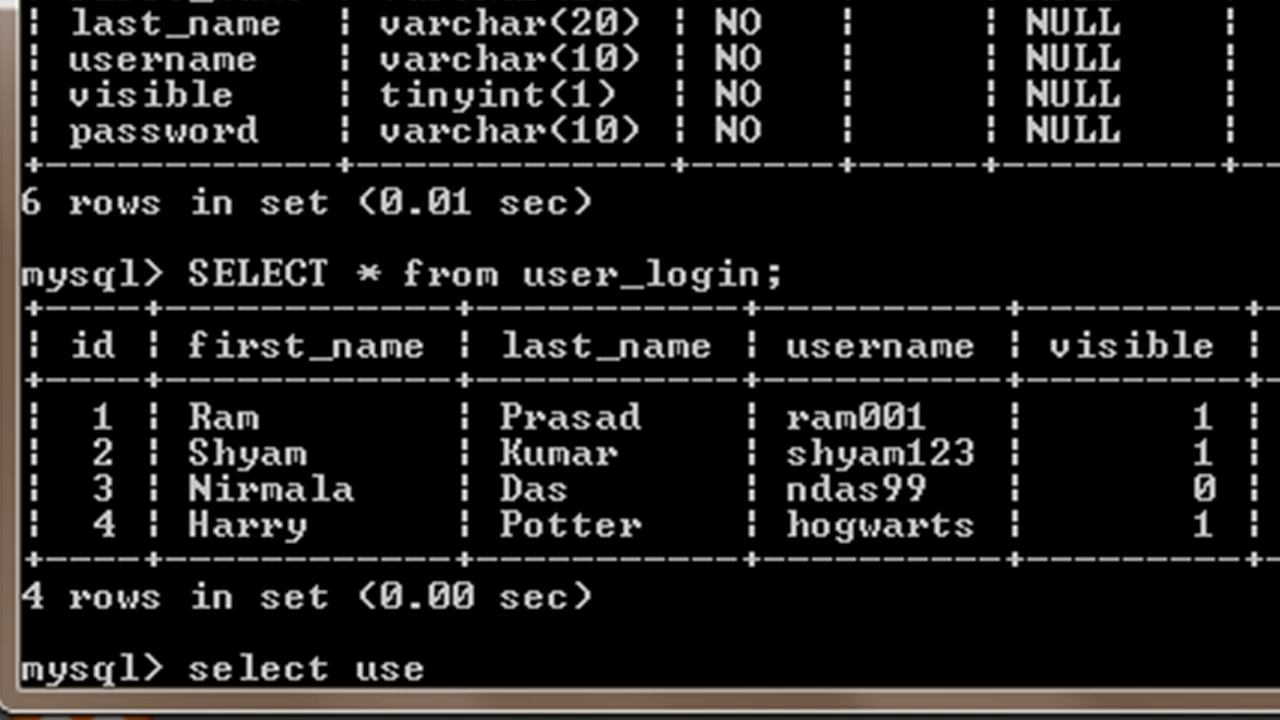 | last_name | varchar(20) | NO | | NULL |
| username | varchar(10) | NO | | NULL |
| visible | tinyint(1) | NO | | NULL |
| password | varchar(10) | NO | | NULL |
6 rows in set (0.01 sec)
mysql> SELECT * from user_login;
| id | first_name | last_name | username | visible |
| 1 | Ram | Prasad | ram001 | 1 |
| 2 | Shyam | Kumar | shyam123 | 1 |
| 3 | Nirmala | Das | ndas99 | 0 |
| 4 | Harry | Potter | hogwarts | 1 |
4 rows in set (0.00 sec)
mysql> select use